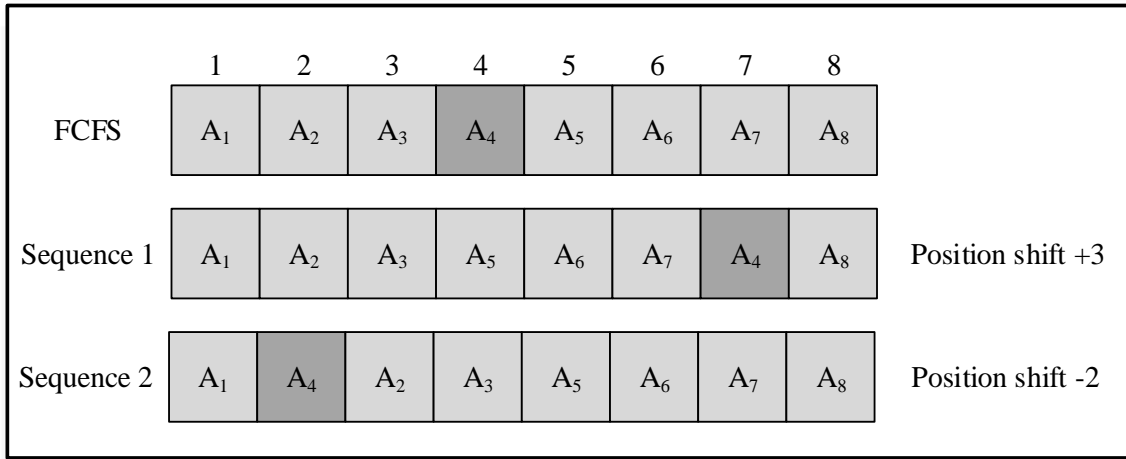 1 2 3 4 5 6 7 8
FCFS A₁ A₂ A₃ A₄ A₅ A₆ A₇ A₈
Sequence 1 A₁ A₂ A₃ A₅ A₆ A₇ A₄ A₈ Position shift +3
Sequence 2 A₁ A₄ A₂ A₃ A₅ A₆ A₇ A₈ Position shift -2